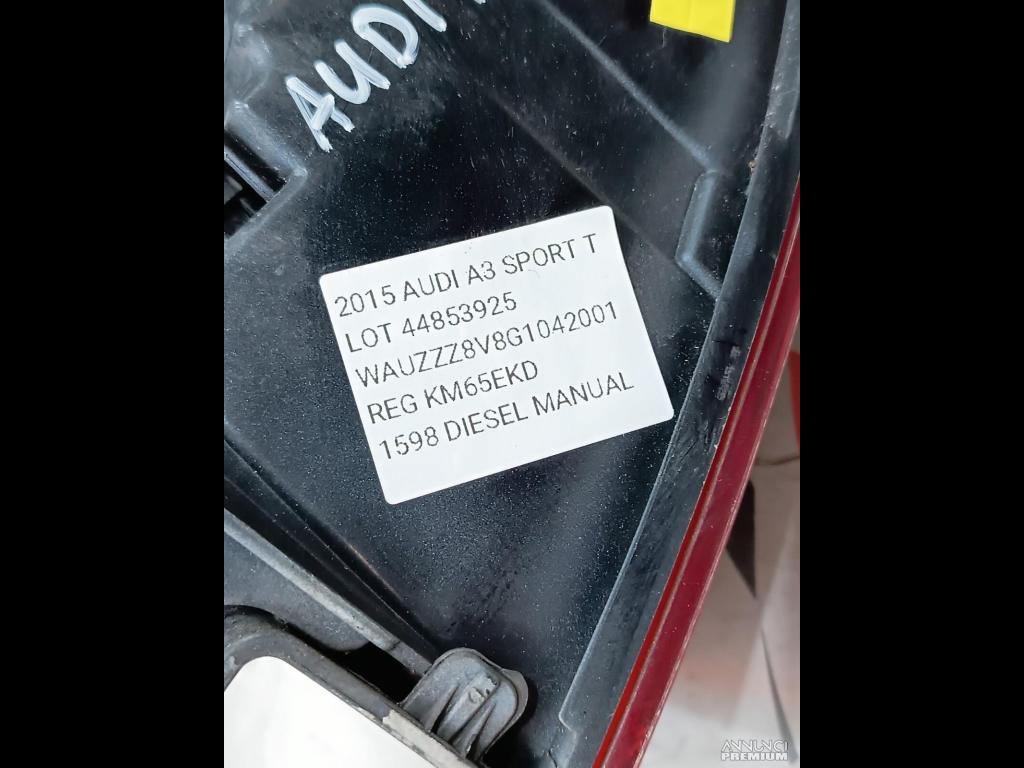 AUDI
2015 AUDI A3 SPORT T
LOT 44853925
WAUZZZ8V8G1042001
REG KM65EKD
1598 DIESEL MANUAL
ANNUNCI
PREMIUM